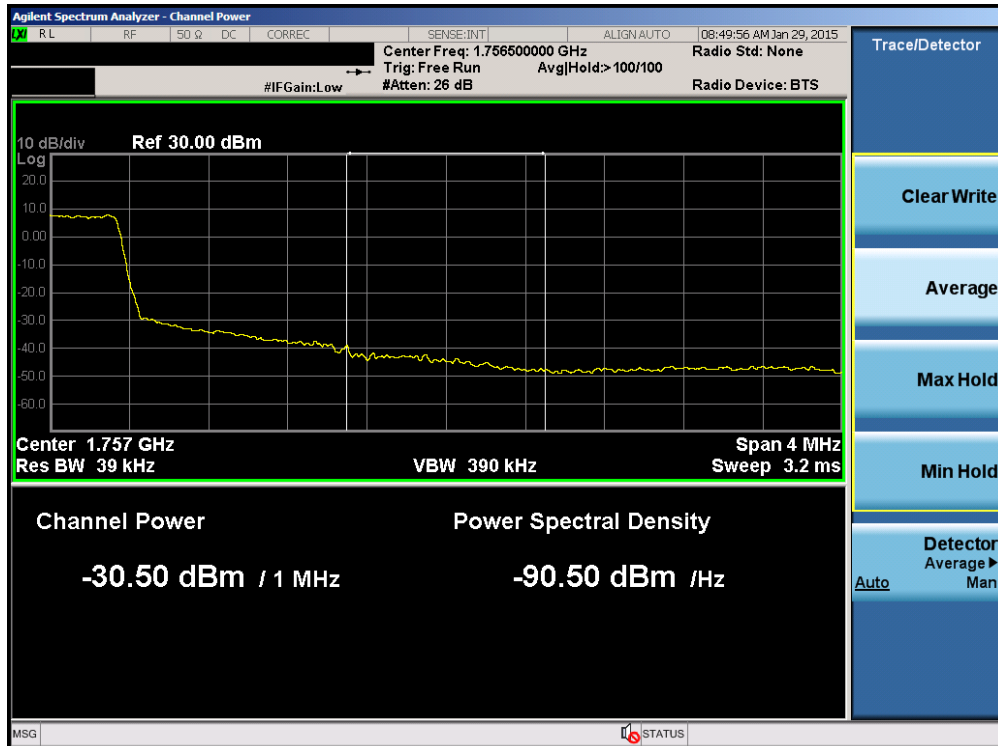 Agilent Spectrum Analyzer - Channel Power
LXI RL RF 50 Ω DC CORREC SENSE:INT ALIGN AUTO 08:49:56 AM Jan 29, 2015
Center Freq: 1.756500000 GHz Radio Std: None
Trig: Free Run Avg|Hold:>100/100
#IFGain:Low #Atten: 26 dB Radio Device: BTS
10 dB/div Ref 30.00 dBm
Log
20.0
10.0
0.00
-10.0
-20.0
-30.0
-40.0
-50.0
-60.0
Center 1.757 GHz Span 4 MHz
Res BW 39 kHz VBW 390 kHz Sweep 3.2 ms
Channel Power Power Spectral Density
-30.50 dBm / 1 MHz -90.50 dBm /Hz
Trace/Detector
Clear Write
Average
Max Hold
Min Hold
Detector
Average▶
Auto Man
MSG STATUS